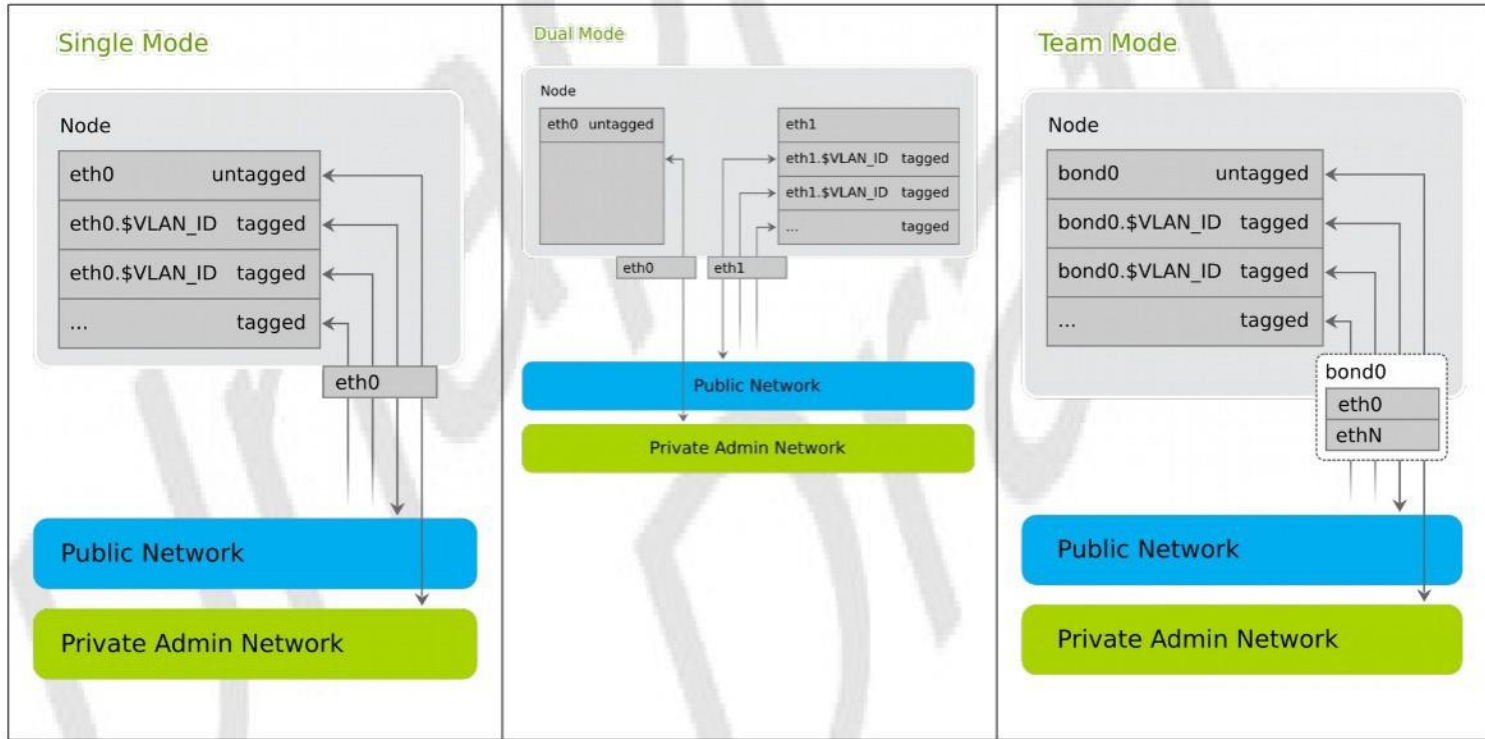 Single Mode
Node
eth0 untagged
eth0.$VLAN_ID tagged
eth0.$VLAN_ID tagged
... tagged
eth0
Public Network
Private Admin Network
Dual Mode
Node
eth0 untagged
eth1
eth1.$VLAN_ID tagged
eth1.$VLAN_ID tagged
... tagged
eth0
eth1
Public Network
Private Admin Network
Team Mode
Node
bond0 untagged
bond0.$VLAN_ID tagged
bond0.$VLAN_ID tagged
... tagged
bond0
eth0
ethN
Public Network
Private Admin Network